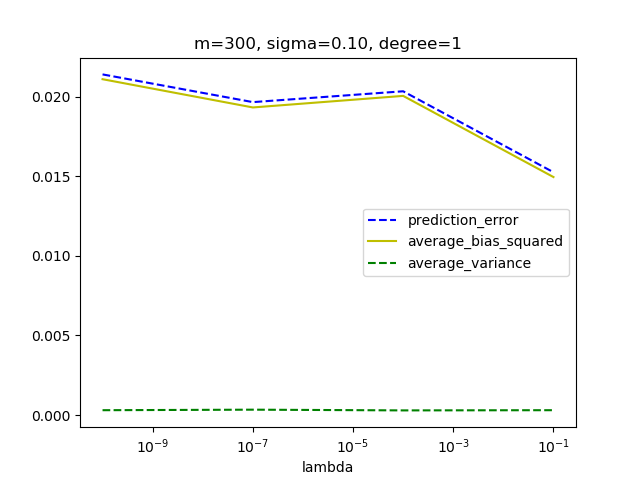 m=300, sigma=0.10, degree=1
0.020
0.015
0.010
0.005
0.000
prediction_error
average_bias_squared
average_variance
10⁻⁹ 10⁻⁷ 10⁻⁵ 10⁻³ 10⁻¹
lambda